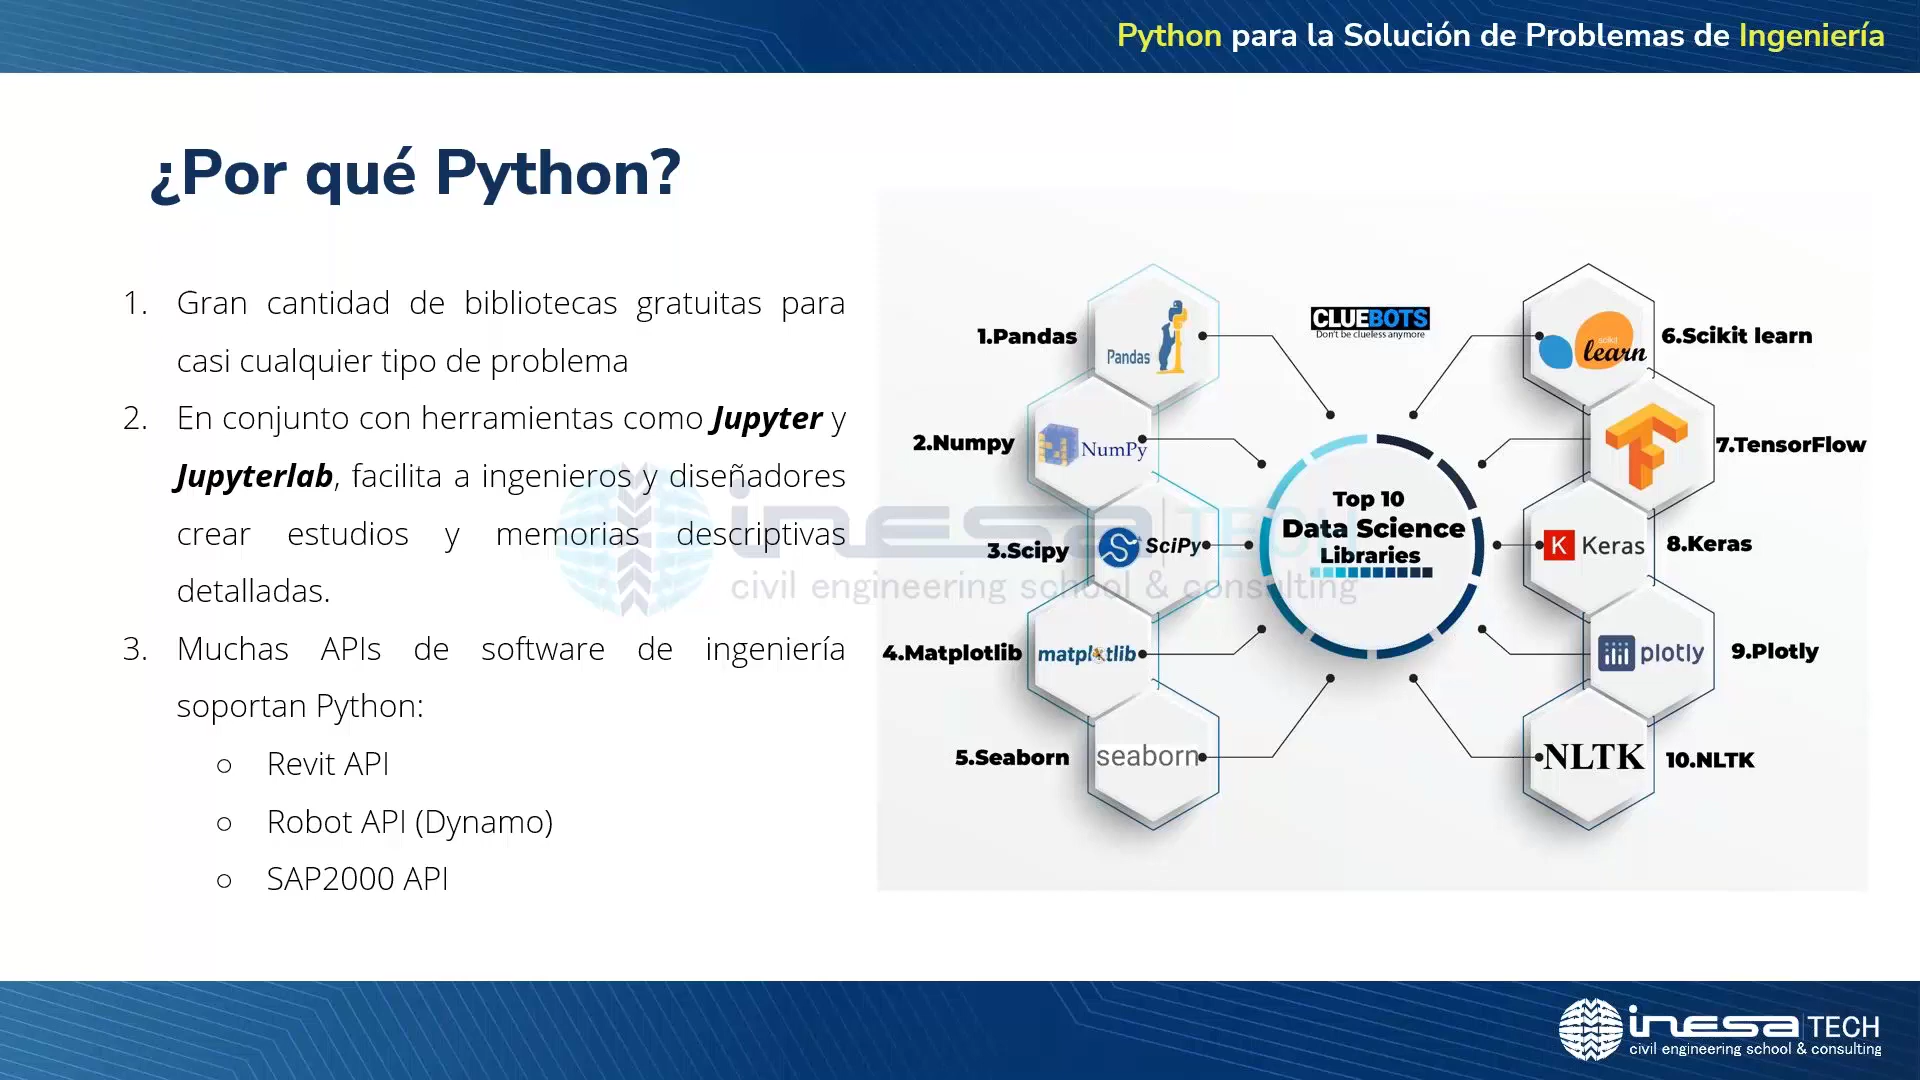 Python para la Solución de Problemas de Ingeniería
¿Por qué Python?
1. Gran cantidad de bibliotecas gratuitas para
casi cualquier tipo de problema
2. En conjunto con herramientas como Jupyter y
Jupyterlab, facilita a ingenieros y diseñadores
crear estudios y memorias descriptivas
detalladas.
3. Muchas APIs de software de ingeniería
soportan Python:
○ Revit API
○ Robot API (Dynamo)
○ SAP2000 API
CLUEBOTS
Don't be clueless anymore
Top 10
Data Science
Libraries
1.Pandas
Pandas
2.Numpy
NumPy
3.Scipy
SciPy
4.Matplotlib
matplotlib
5.Seaborn
seaborn
6.Scikit learn
scikit
learn
7.TensorFlow
8.Keras
K Keras
9.Plotly
plotly
10.NLTK
NLTK
inesa TECH
civil engineering school & consulting
inesa TECH
civil engineering school & consulting